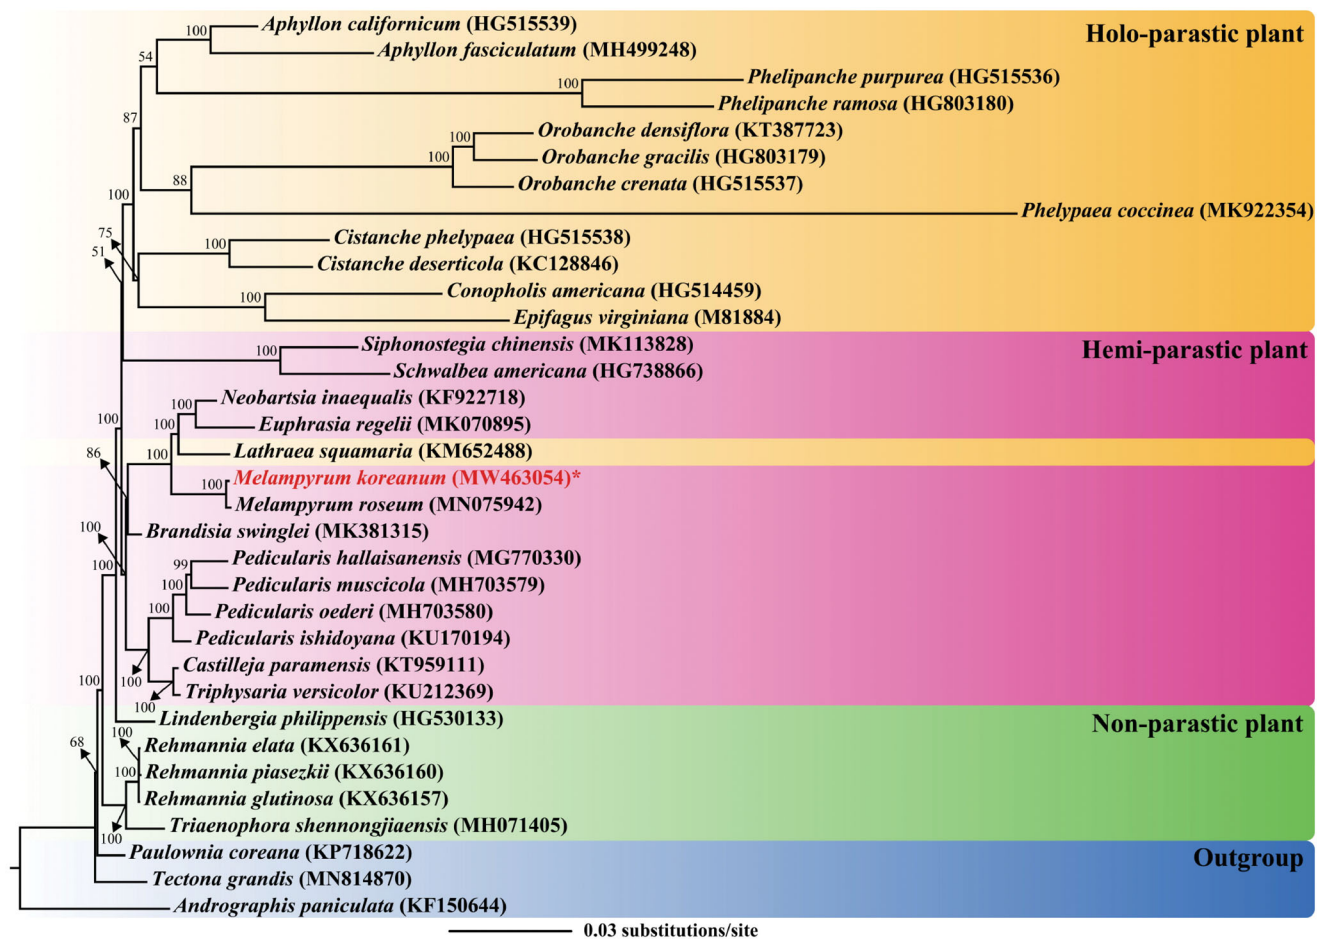 100
Aphyllon californicum (HG515539)
Holo-parastic plant
54
Aphyllon fasciculatum (MH499248)
100
Phelipanche purpurea (HG515536)
Phelipanche ramosa (HG803180)
87
100
Orobanche densiflora (KT387723)
100
Orobanche gracilis (HG803179)
88
Orobanche crenata (HG515537)
100
Phelypaea coccinea (MK922354)
75
100
Cistanche phelypaea (HG515538)
51
Cistanche deserticola (KC128846)
100
Conopholis americana (HG514459)
Epifagus virginiana (M81884)
100
Siphonostegia chinensis (MK113828)
Hemi-parastic plant
Schwalbea americana (HG738866)
100
Neobartsia inaequalis (KF922718)
100
100
Euphrasia regelii (MK070895)
86
100
Lathraea squamaria (KM652488)
100
Melampyrum koreanum (MW463054)*
Melampyrum roseum (MN075942)
100
Brandisia swinglei (MK381315)
100
99
Pedicularis hallaisanensis (MG770330)
100
Pedicularis muscicola (MH703579)
100
Pedicularis oederi (MH703580)
Pedicularis ishidoyana (KU170194)
100
100
Castilleja paramensis (KT959111)
100
Triphysaria versicolor (KU212369)
Lindenbergia philippensis (HG530133)
Non-parastic plant
68
100
Rehmannia elata (KX636161)
100
Rehmannia piasezkii (KX636160)
Rehmannia glutinosa (KX636157)
100
Triaenophora shennongjiaensis (MH071405)
Paulownia coreana (KP718622)
Outgroup
Tectona grandis (MN814870)
Andrographis paniculata (KF150644)
0.03 substitutions/site